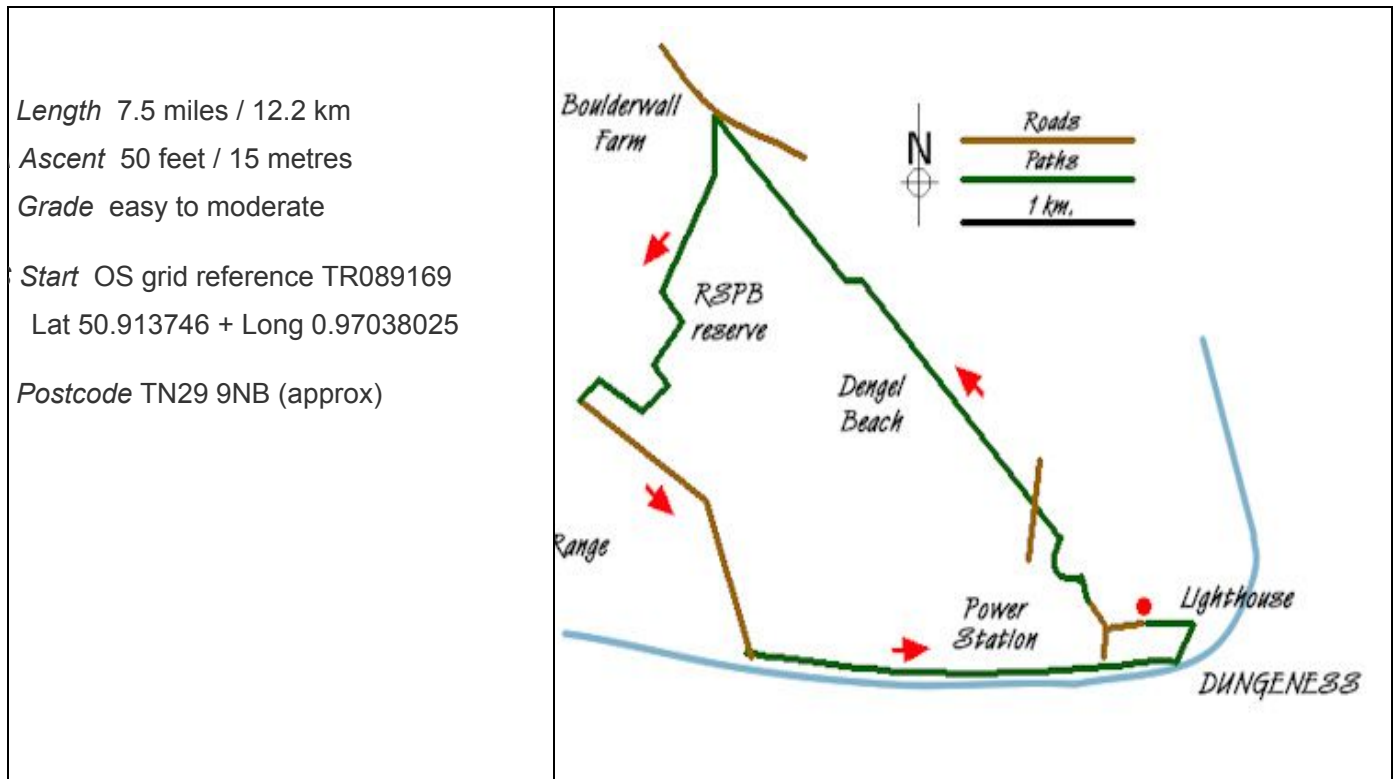 Length 7.5 miles / 12.2 km
Ascent 50 feet / 15 metres
Grade easy to moderate
Start OS grid reference TR089169
Lat 50.913746 + Long 0.97038025
Postcode TN29 9NB (approx)
Boulderwall
Farm
N
Roads
Paths
1 km.
RSPB
reserve
Dengel
Beach
Range
Power
Station
Lighthouse
DUNGENESS